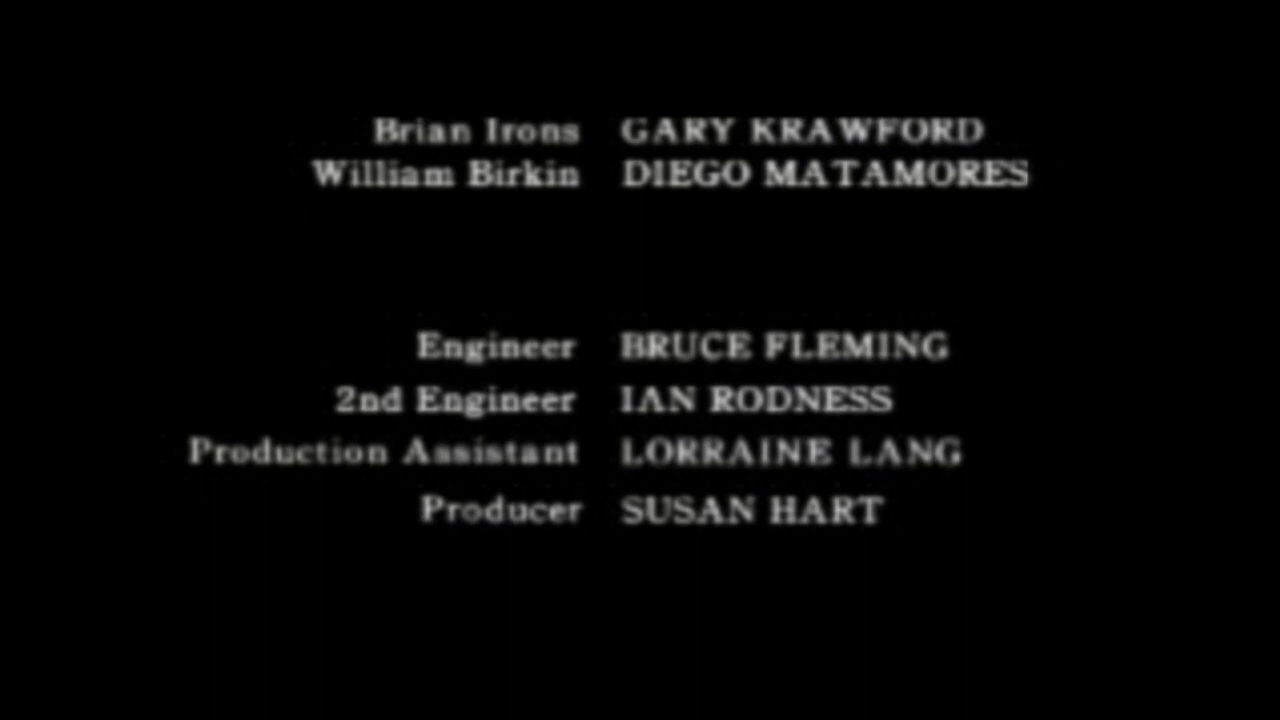 Brian Irons GARY KRAWFORD
William Birkin DIEGO MATAMORES
Engineer BRUCE FLEMING
2nd Engineer IAN RODNESS
Production Assistant LORRAINE LANG
Producer SUSAN HART